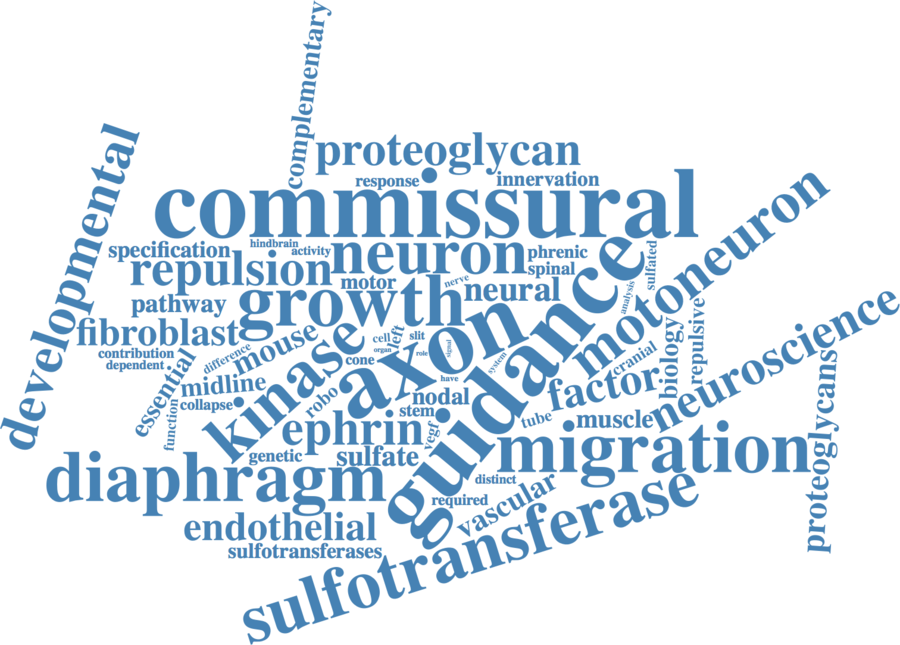 complementary
developmental
proteoglycan
response
innervation
commissural
motoneuron
specification
hindbrain
activity
neuron
phrenic
sulfated
repulsion
spinal
motor
nerve
neural
growth
analysis
pathway
fibroblast
mouse
kinase
left
cell
slit
organ
role
signal
axon
guidance
system
cranial
biology
repulsive
neuroscience
contribution
dependent
difference
cone
essential
midline
collapse
function
have
robo
nodal
stem
factor
tube
muscle
proteoglycans
ephrin
vegf
genetic
sulfate
migration
diaphragm
distinct
required
vascular
endothelial
sulfotransferases
sulfotransferase